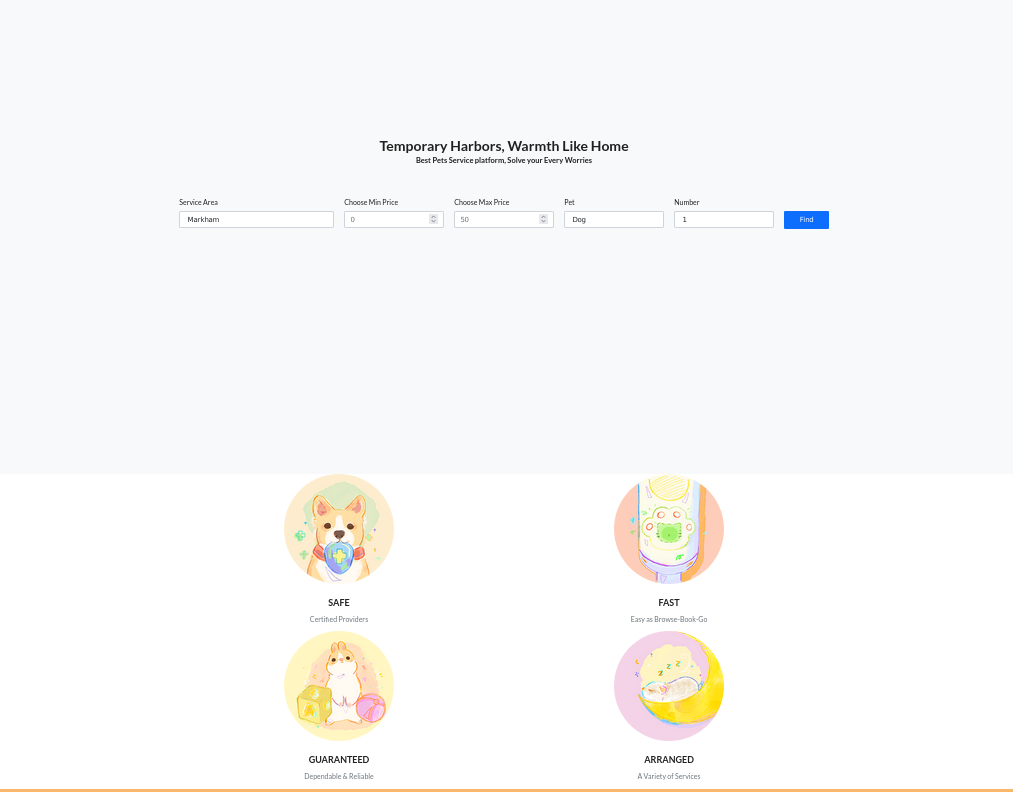 Temporary Harbors, Warmth Like Home
Best Pets Service platform, Solve your Every Worries
Service Area Choose Min Price Choose Max Price Pet Number
Markham 0 50 Dog 1 Find
SAFE FAST
Certified Providers Easy as Browse-Book-Go
GUARANTEED ARRANGED
Dependable & Reliable A Variety of Services